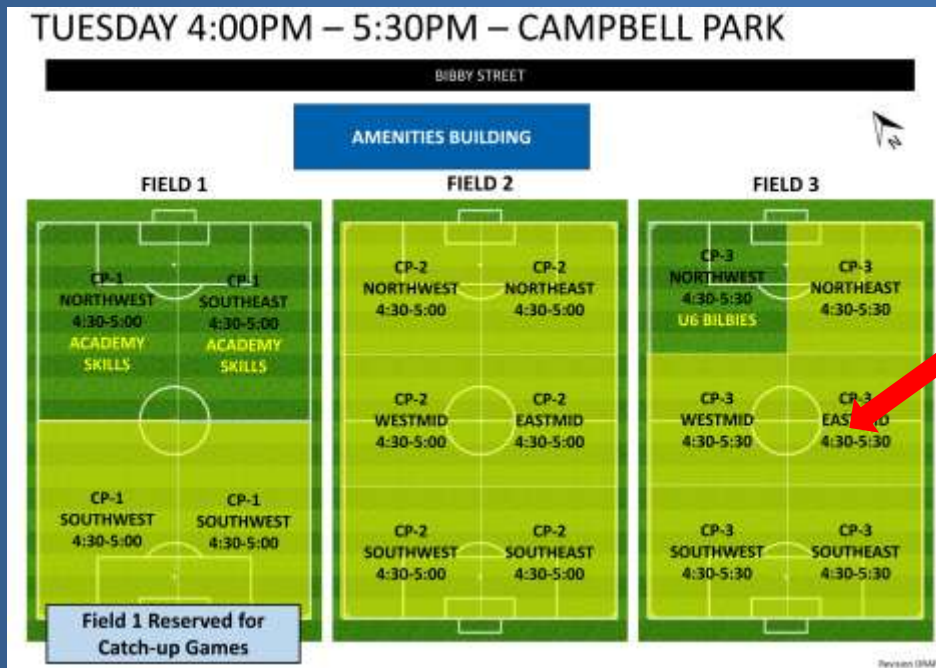 TUESDAY 4:00PM – 5:30PM – CAMPBELL PARK
BIBBY STREET
AMENITIES BUILDING
N
FIELD 1
FIELD 2
FIELD 3
CP-1
NORTHWEST
4:30-5:00
ACADEMY
SKILLS
CP-1
SOUTHEAST
4:30-5:00
ACADEMY
SKILLS
CP-1
SOUTHWEST
4:30-5:00
CP-1
SOUTHWEST
4:30-5:00
Field 1 Reserved for
Catch-up Games
CP-2
NORTHWEST
4:30-5:00
CP-2
NORTHEAST
4:30-5:00
CP-2
WESTMID
4:30-5:00
CP-2
EASTMID
4:30-5:00
CP-2
SOUTHWEST
4:30-5:00
CP-2
SOUTHEAST
4:30-5:00
CP-3
NORTHWEST
4:30-5:30
U6 BILBIES
CP-3
NORTHEAST
4:30-5:30
CP-3
WESTMID
4:30-5:30
CP-3
EASTMID
4:30-5:30
CP-3
SOUTHWEST
4:30-5:30
CP-3
SOUTHEAST
4:30-5:30
Revision